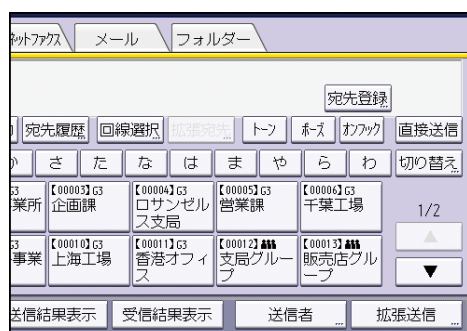 ﾈｯﾄﾌｧｸｽ メール フォルダー
宛先登録
宛先履歴 回線選択 拡張宛先 ﾄｰﾝ ﾎﾟｰｽﾞ ｵﾝﾌｯｸ 直接送信
か さ た な は ま や ら わ 切り替え
G3 【00003】G3 【00004】G3 【00005】G3 【00006】G3
業所 企画課 ロサンゼル 営業課 千葉工場 1/2
ス支局
G3 【00010】G3 【00011】G3 【00012】 【00013】
事業 上海工場 香港オフィ 支局グルー 販売店グル
ス プ ープ
送信結果表示 受信結果表示 送信者 拡張送信